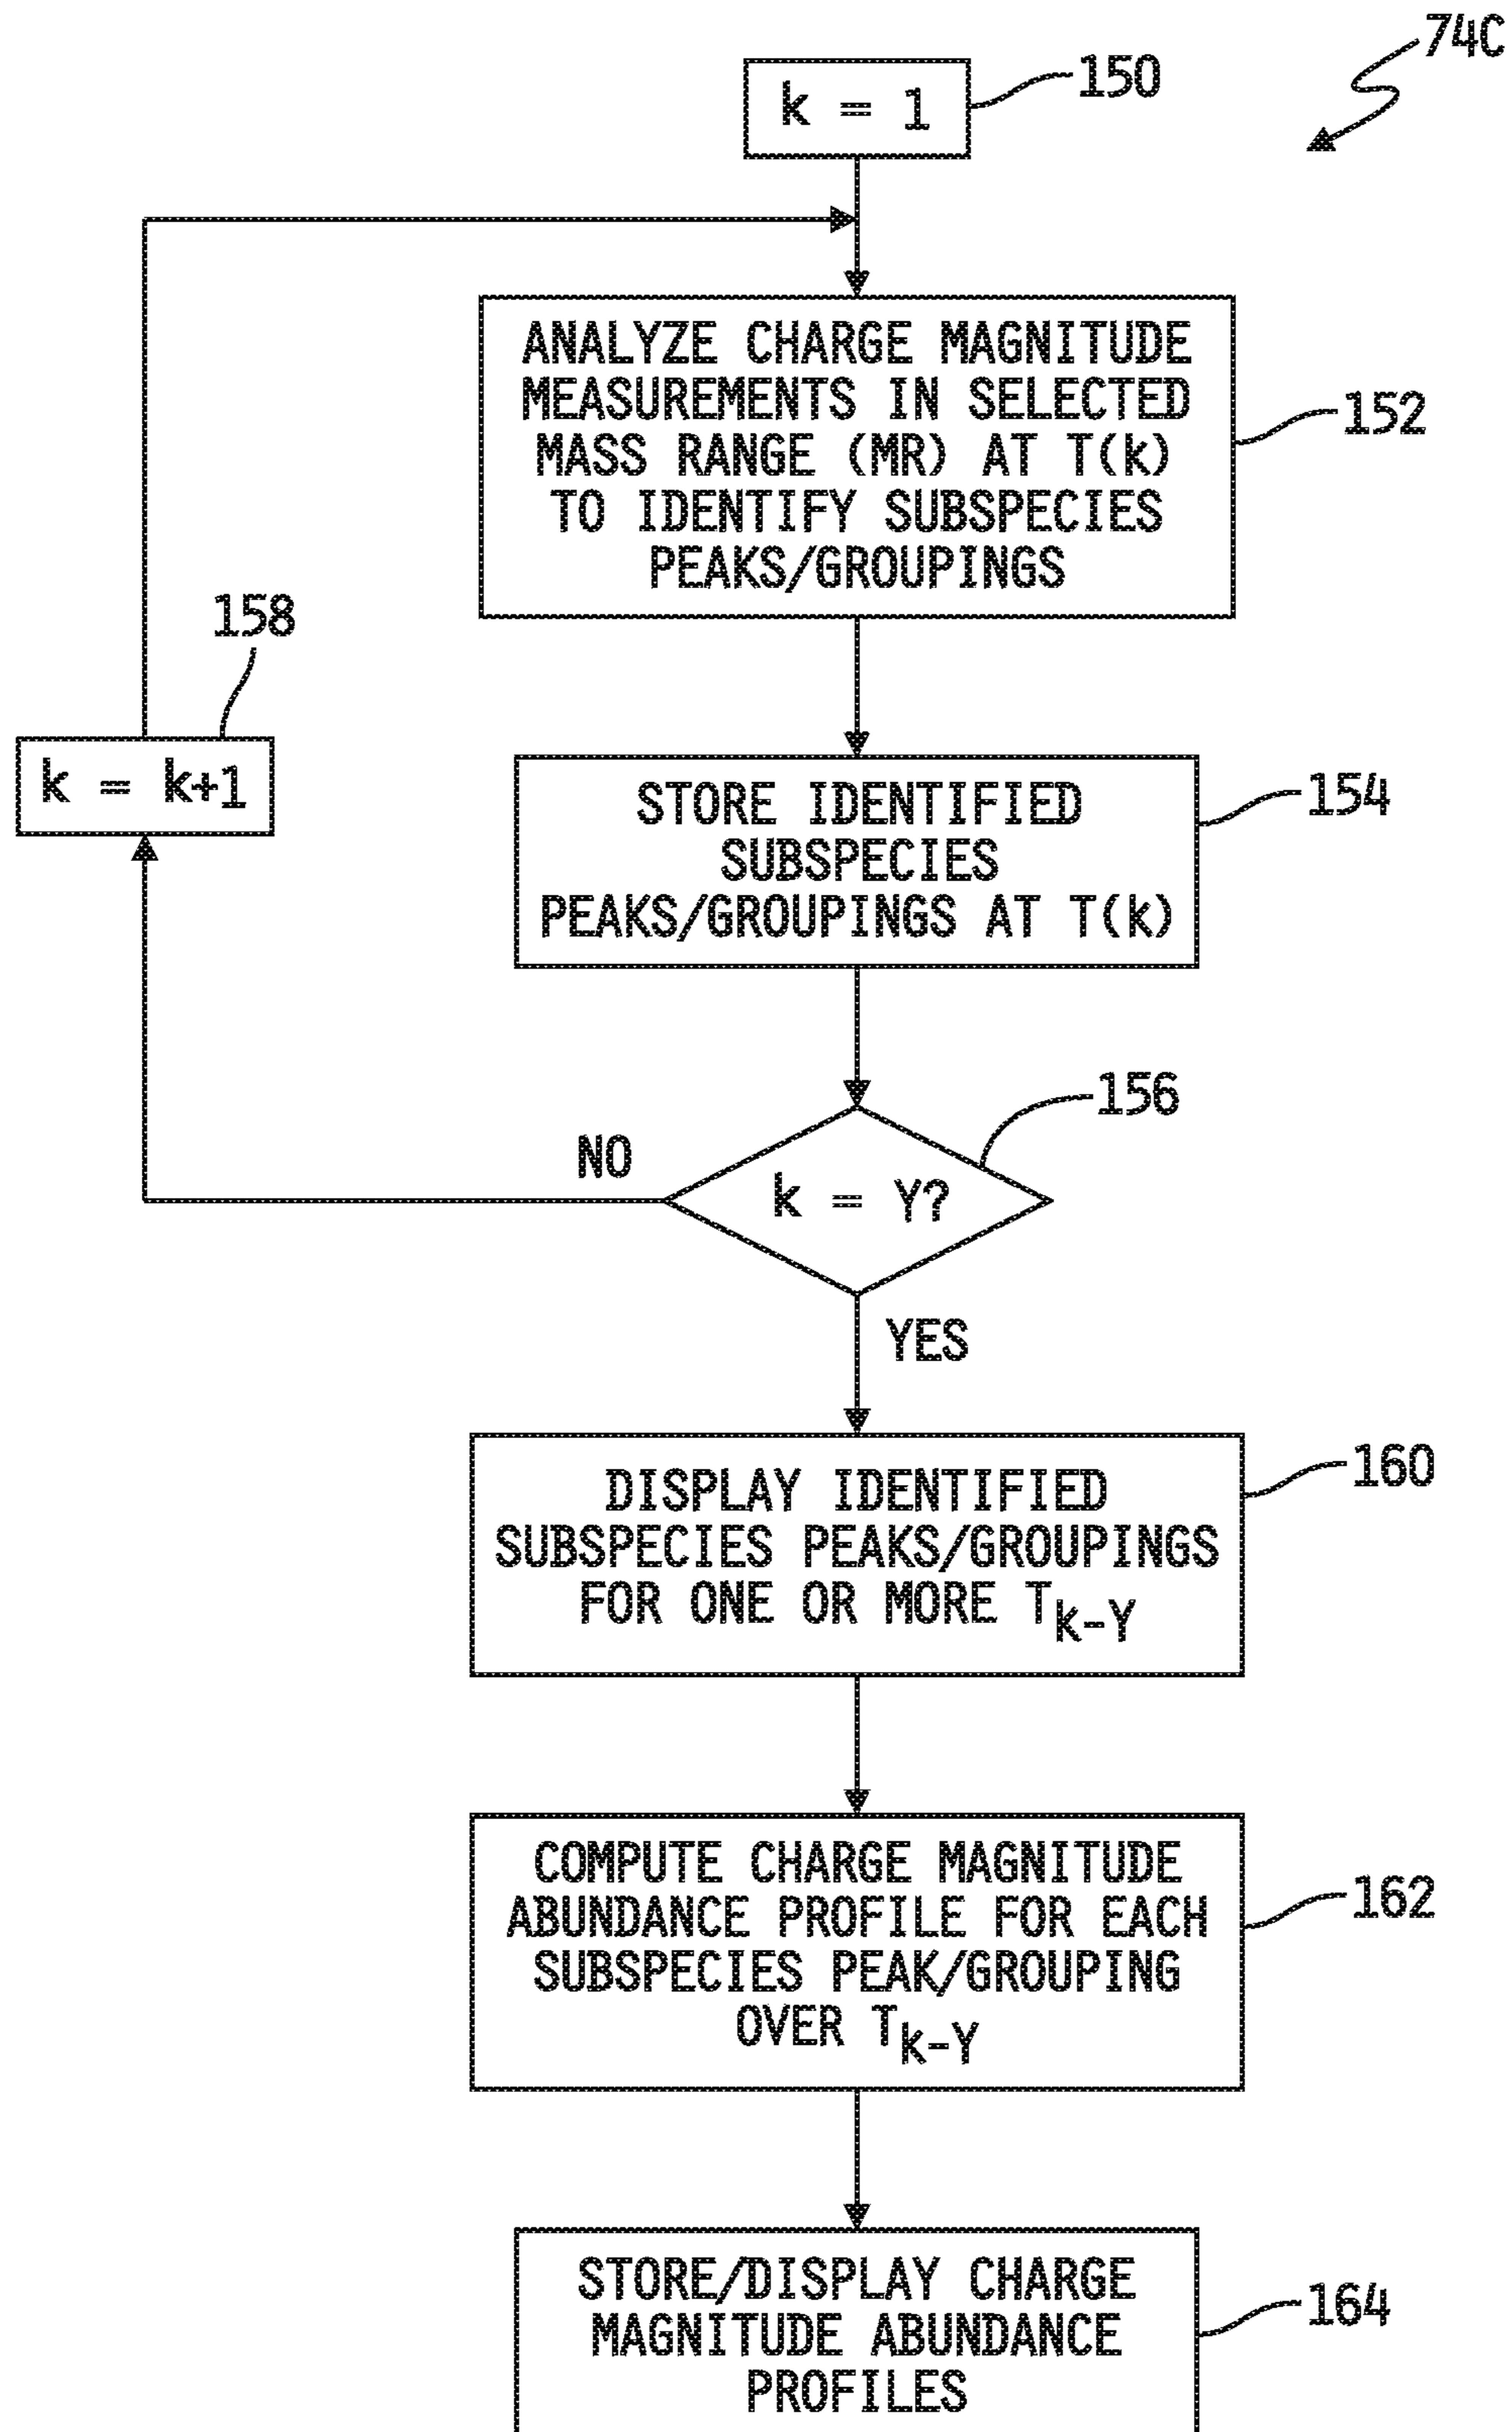 74C
k = 1
150
ANALYZE CHARGE MAGNITUDE
MEASUREMENTS IN SELECTED
MASS RANGE (MR) AT T(k)
TO IDENTIFY SUBSPECIES
PEAKS/GROUPINGS
152
158
k = k+1
STORE IDENTIFIED
SUBSPECIES
PEAKS/GROUPINGS AT T(k)
154
156
NO
k = Y?
YES
DISPLAY IDENTIFIED
SUBSPECIES PEAKS/GROUPINGS
FOR ONE OR MORE Tk-Y
160
COMPUTE CHARGE MAGNITUDE
ABUNDANCE PROFILE FOR EACH
SUBSPECIES PEAK/GROUPING
OVER Tk-Y
162
STORE/DISPLAY CHARGE
MAGNITUDE ABUNDANCE
PROFILES
164